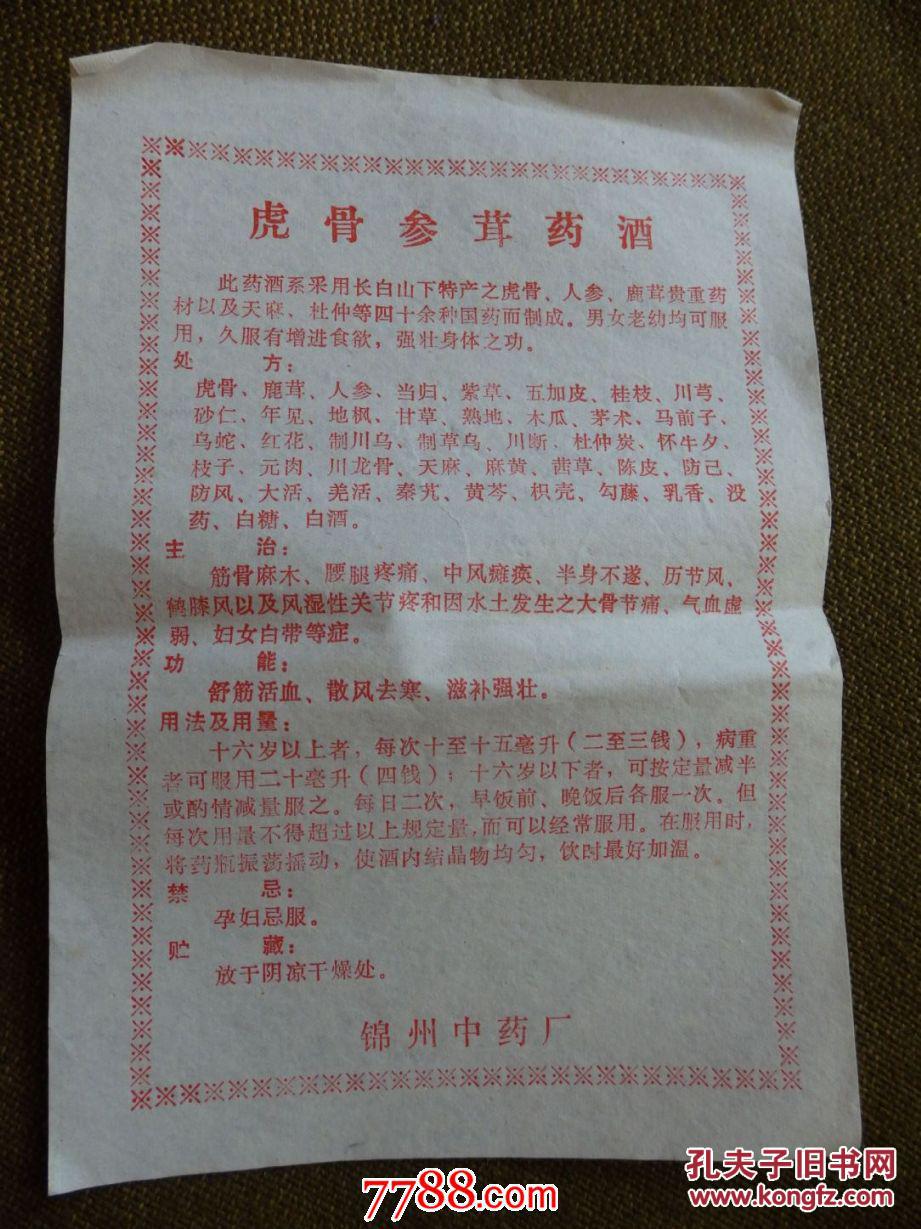 虎骨参茸药酒
此药酒系采用长白山下特产之虎骨、人参、鹿茸贵重药
材以及天麻、杜仲等四十余种国药而制成。男女老幼均可服
用，久服有增进食欲，强壮身体之功。
处 方：
虎骨、鹿茸、人参、当归、紫草、五加皮、桂枝、川芎、
砂仁、年见、地枫、甘草、熟地、木瓜、茅术、马前子、
乌蛇、红花、制川乌、制草乌、川断、杜仲炭、怀牛夕、
枝子、元肉、川龙骨、天麻、麻黄、茜草、陈皮、防己、
防风、大活、羌活、秦艽、黄芩、枳壳、勾藤、乳香、没
药、白糖、白酒。
主 治：
筋骨麻木、腰腿疼痛、中风瘫痪、半身不遂、历节风、
鹤膝风以及风湿性关节疼和因水土发生之大骨节痛、气血虚
弱、妇女白带等症。
功 能：
舒筋活血、散风去寒、滋补强壮。
用法及用量：
十六岁以上者，每次十至十五毫升（二至三钱），病重
者可服用二十毫升（四钱）；十六岁以下者，可按定量减半
或酌情减量服之。每日二次，早饭前、晚饭后各服一次。但
每次用量不得超过以上规定量，而可以经常服用。在服用时，
将药瓶振荡摇动，使酒内结晶物均匀，饮时最好加温。
禁 忌：
孕妇忌服。
贮 藏：
放于阴凉干燥处。
锦州中药厂
7788.com
孔夫子旧书网
www.kongfz.com